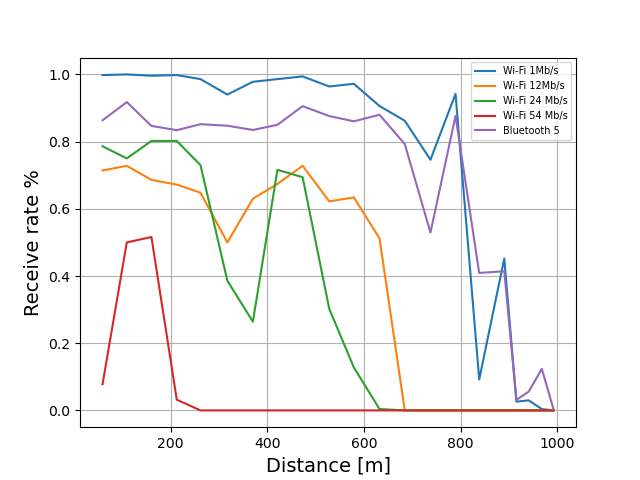 1.0
0.8
0.6
0.4
0.2
0.0
Receive rate %
200
400
600
800
1000
Distance [m]
Wi-Fi 1Mb/s
Wi-Fi 12Mb/s
Wi-Fi 24 Mb/s
Wi-Fi 54 Mb/s
Bluetooth 5